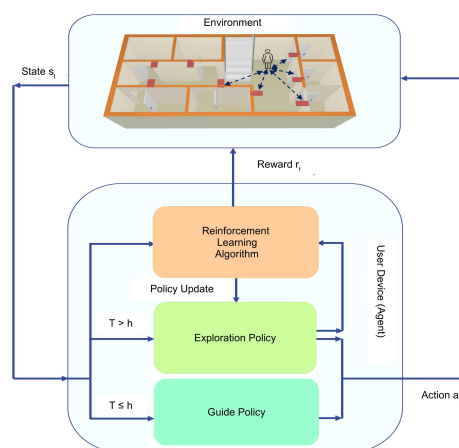 Environment
State st
Reward rt
Reinforcement
Learning
Algorithm
Policy Update
User Device (Agent)
T > h
Exploration Policy
T ≤ h
Guide Policy
Action a